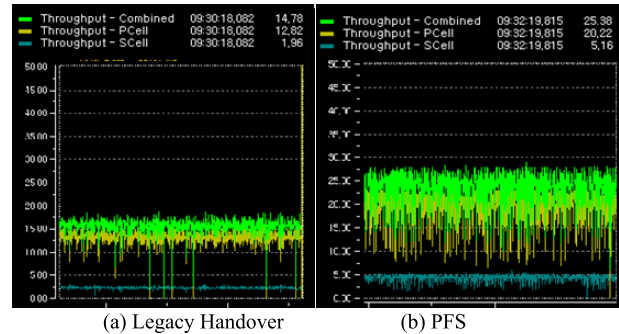 Throughput - Combined 09:30:18,082 14,78
Throughput - PCell 09:30:18,082 12,82
Throughput - SCell 09:30:18,082 1,96
50.00
45.00
40.00
35.00
30.00
25.00
20.00
15.00
10.00
5.00
0.00
(a) Legacy Handover
Throughput - Combined 09:32:19,815 25.38
Throughput - PCell 09:32:19,815 20,22
Throughput - SCell 09:32:19,815 5,16
50.00
45.00
40.00
35.00
30.00
25.00
20.00
15.00
10.00
5.00
0.00
(b) PFS